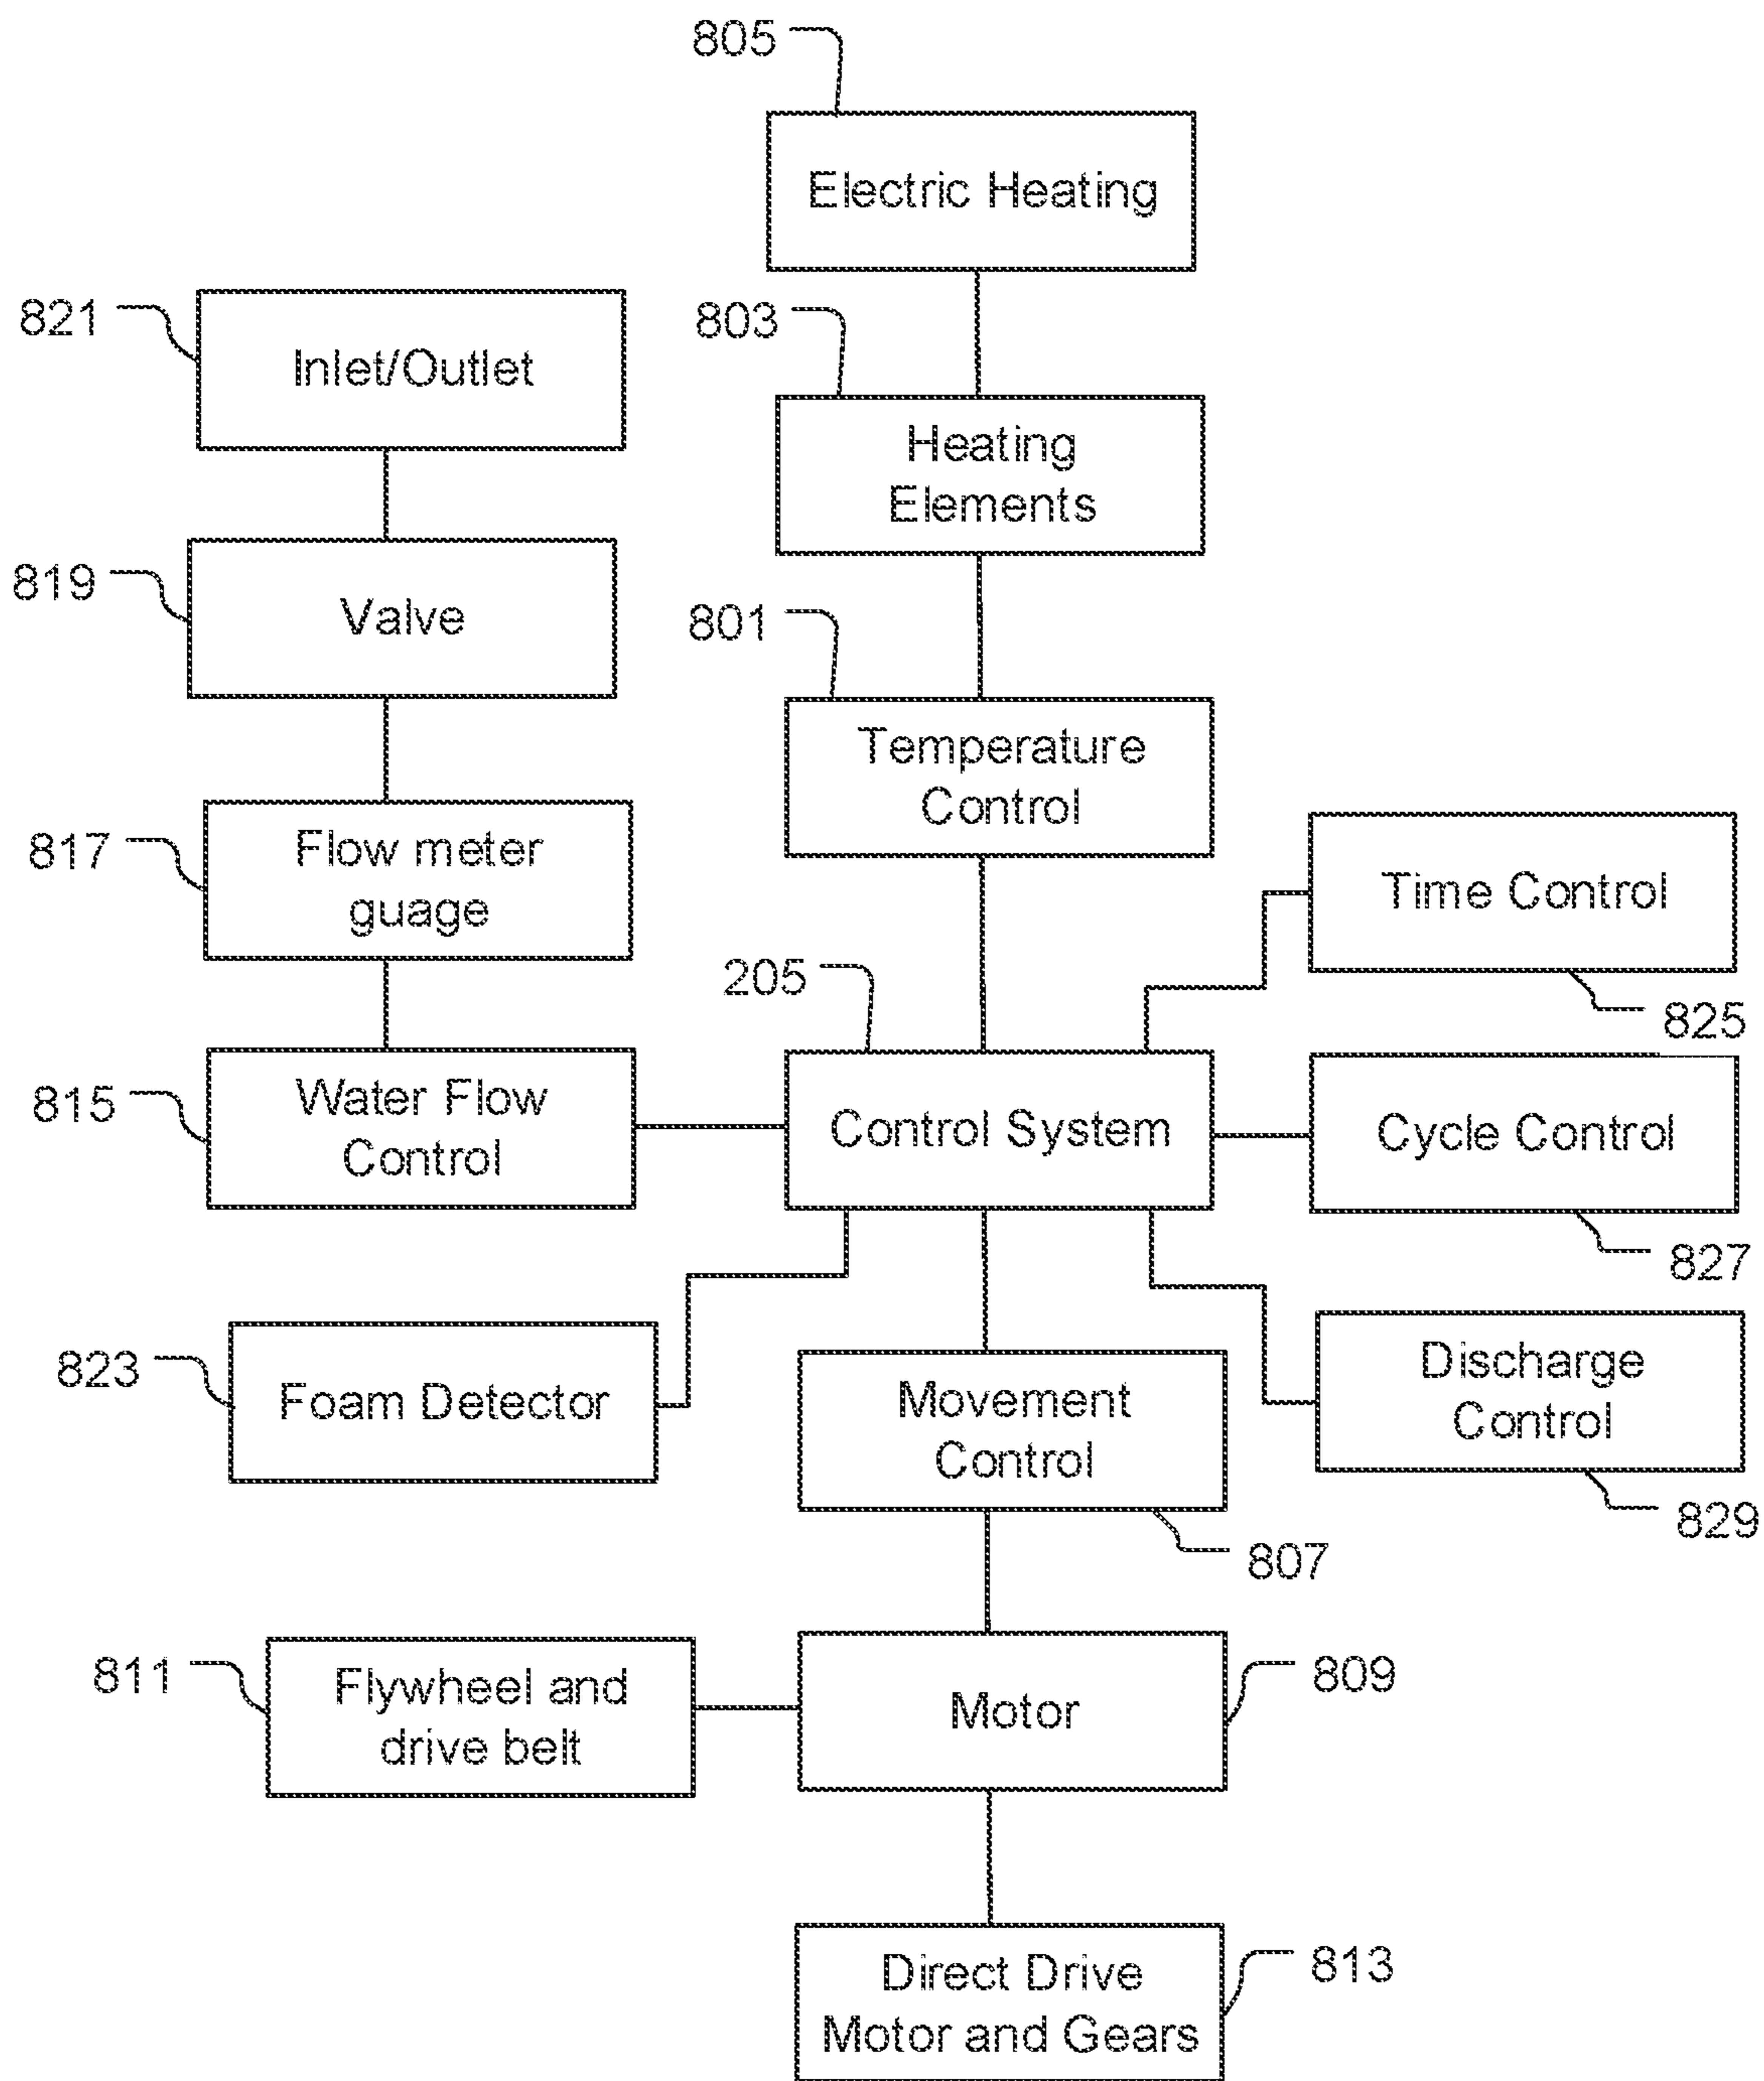 805
Electric Heating
821
Inlet/Outlet
803
Heating
Elements
819
Valve
801
Temperature
Control
817
Flow meter
guage
Time Control
825
205
Control System
815
Water Flow
Control
Cycle Control
827
823
Foam Detector
Movement
Control
807
Discharge
Control
829
811
Flywheel and
drive belt
Motor
809
Direct Drive
Motor and Gears
813